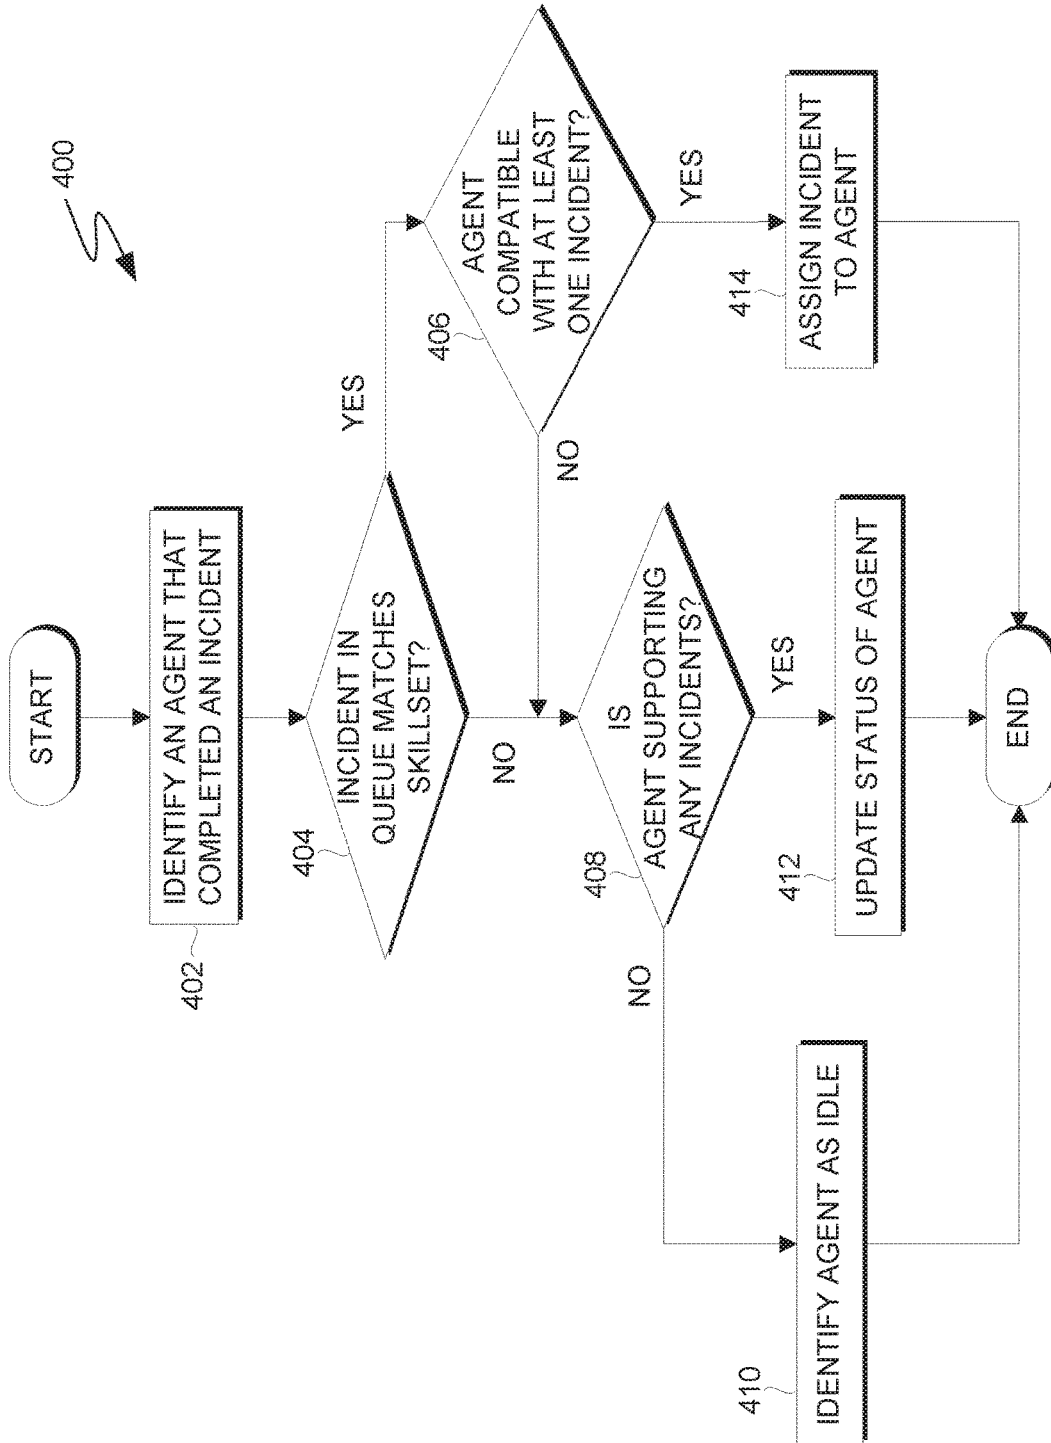 400
START
IDENTIFY AN AGENT THAT
COMPLETED AN INCIDENT
402
INCIDENT IN
QUEUE MATCHES
SKILLSET?
404
YES
NO
AGENT
COMPATIBLE
WITH AT LEAST
ONE INCIDENT?
406
NO
YES
IS
AGENT SUPPORTING
ANY INCIDENTS?
408
NO
YES
IDENTIFY AGENT AS IDLE
410
UPDATE STATUS OF AGENT
412
ASSIGN INCIDENT
TO AGENT
414
END